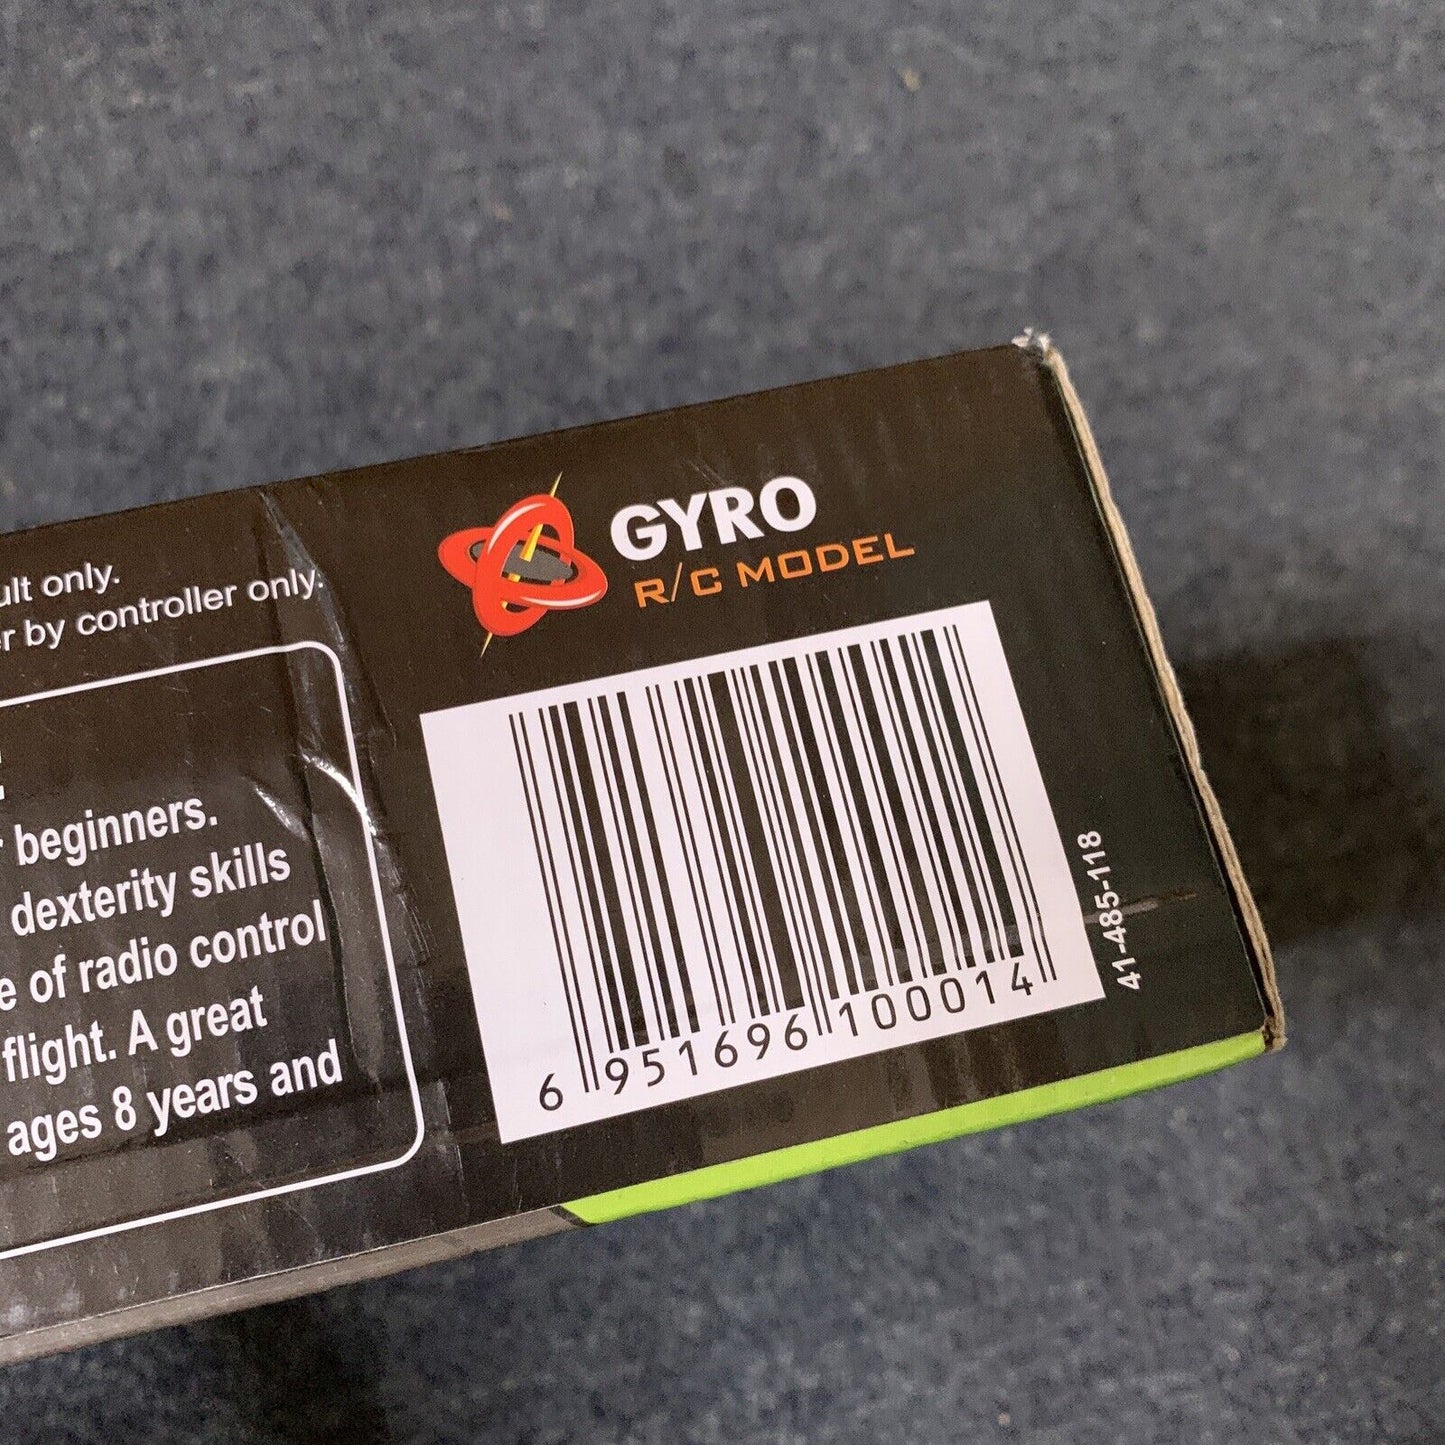 only.
by controller only.
beginners.
dexterity skills
of radio control
flight. A great
ages 8 years and
GYRO
R/C MODEL
6 951696 100014
41-485-118